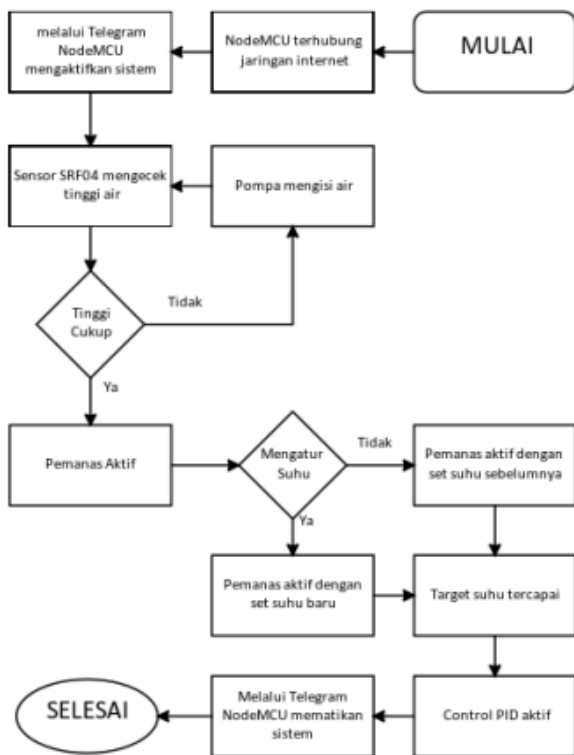 MULAI
NodeMCU terhubung
jaringan internet
melalui Telegram
NodeMCU
mengaktifkan sistem
Sensor SRF04 mengecek
tinggi air
Pompa mengisi air
Tinggi
Cukup
Tidak
Ya
Pemanas Aktif
Mengatur
Suhu
Tidak
Pemanas aktif dengan
set suhu sebelumnya
Ya
Pemanas aktif dengan
set suhu baru
Target suhu tercapai
Control PID aktif
Melalui Telegram
NodeMCU mematikan
sistem
SELESAI